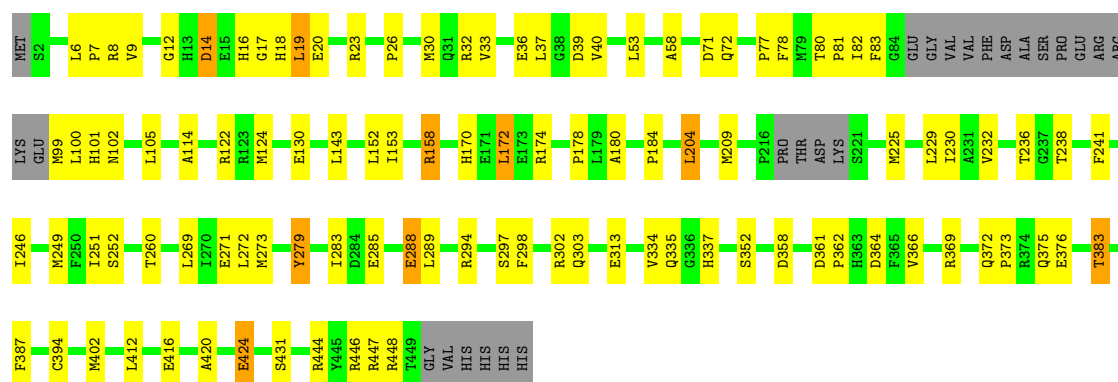 MET S2 L6 P7 R8 V9 G12 H13 D14 E15 H16 G17 H18 L19 E20 R23 P26 M30 Q31 R32 V33 E36 L37 G38 D39 V40 L53 A58 D71 Q72 P77 F78 M79 T80 P81 I82 F83 G84 GLU GLY VAL VAL PHE ASP ALA SER PRO GLU ARG ARG
LYS GLU M99 L100 H101 N102 L105 A114 R122 R123 M124 E130 L143 L152 I153 R158 H170 E171 L172 E173 R174 P178 L179 A180 P184 L204 M209 P216 PRO THR ASP LYS S221 M225 L229 I230 A231 V232 T236 G237 T238 F241
I246 M249 F250 I251 S252 T260 L269 I270 E271 L272 M273 Y279 I283 D284 E285 E288 L289 R294 S297 F298 R302 Q303 E313 V334 Q335 G336 H337 S352 D358 D361 P362 H363 D364 F365 V366 R369 Q372 P373 R374 Q375 E376 T383
F387 C394 M402 L412 E416 A420 E424 S431 R444 Y445 R446 R447 R448 T449 GLY VAL HIS HIS HIS HIS